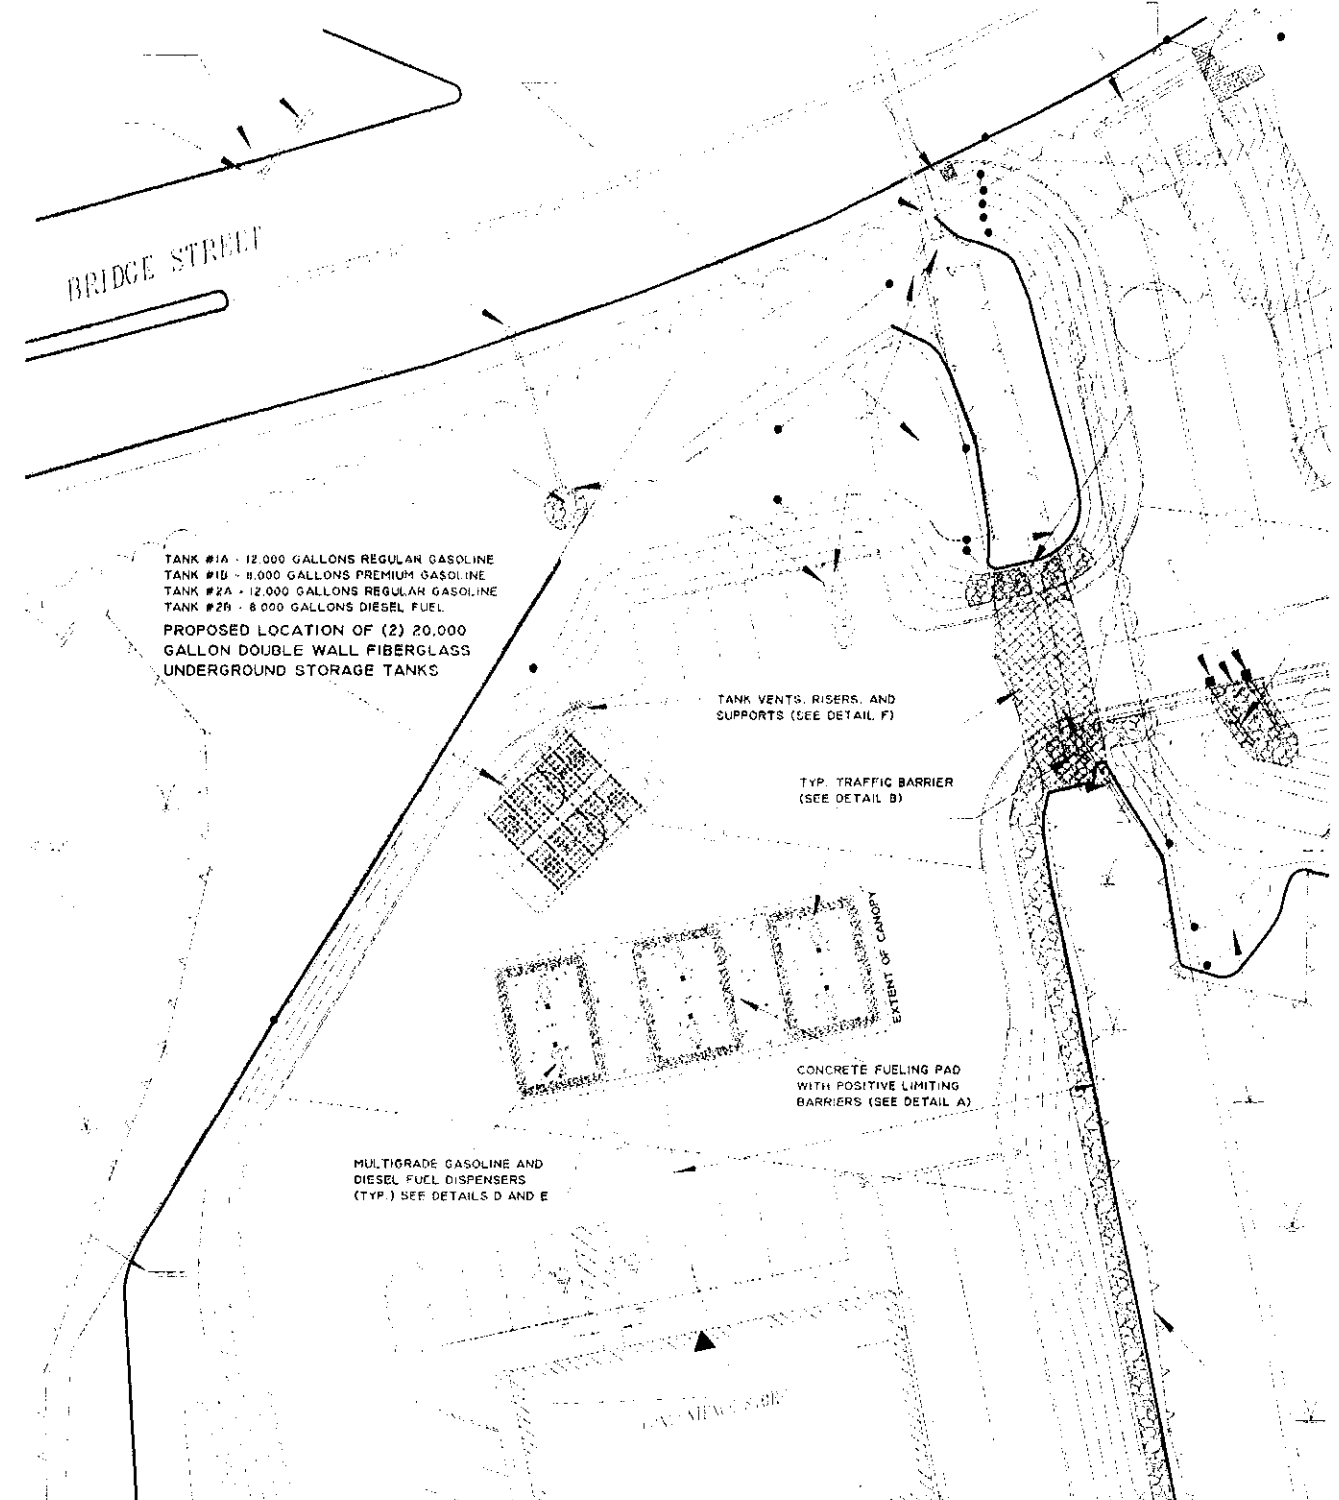 BRIDGE STREET
TANK #1A - 12,000 GALLONS REGULAR GASOLINE
TANK #1B - 8,000 GALLONS PREMIUM GASOLINE
TANK #2A - 12,000 GALLONS REGULAR GASOLINE
TANK #2B - 8,000 GALLONS DIESEL FUEL
PROPOSED LOCATION OF (2) 20,000
GALLON DOUBLE WALL FIBERGLASS
UNDERGROUND STORAGE TANKS
TANK VENTS, RISERS, AND
SUPPORTS (SEE DETAIL F)
TYP. TRAFFIC BARRIER
(SEE DETAIL B)
EXTENT OF CANOPY
CONCRETE FUELING PAD
WITH POSITIVE LIMITING
BARRIERS (SEE DETAIL A)
MULTIGRADE GASOLINE AND
DIESEL FUEL DISPENSERS
(TYP.) SEE DETAILS D AND E